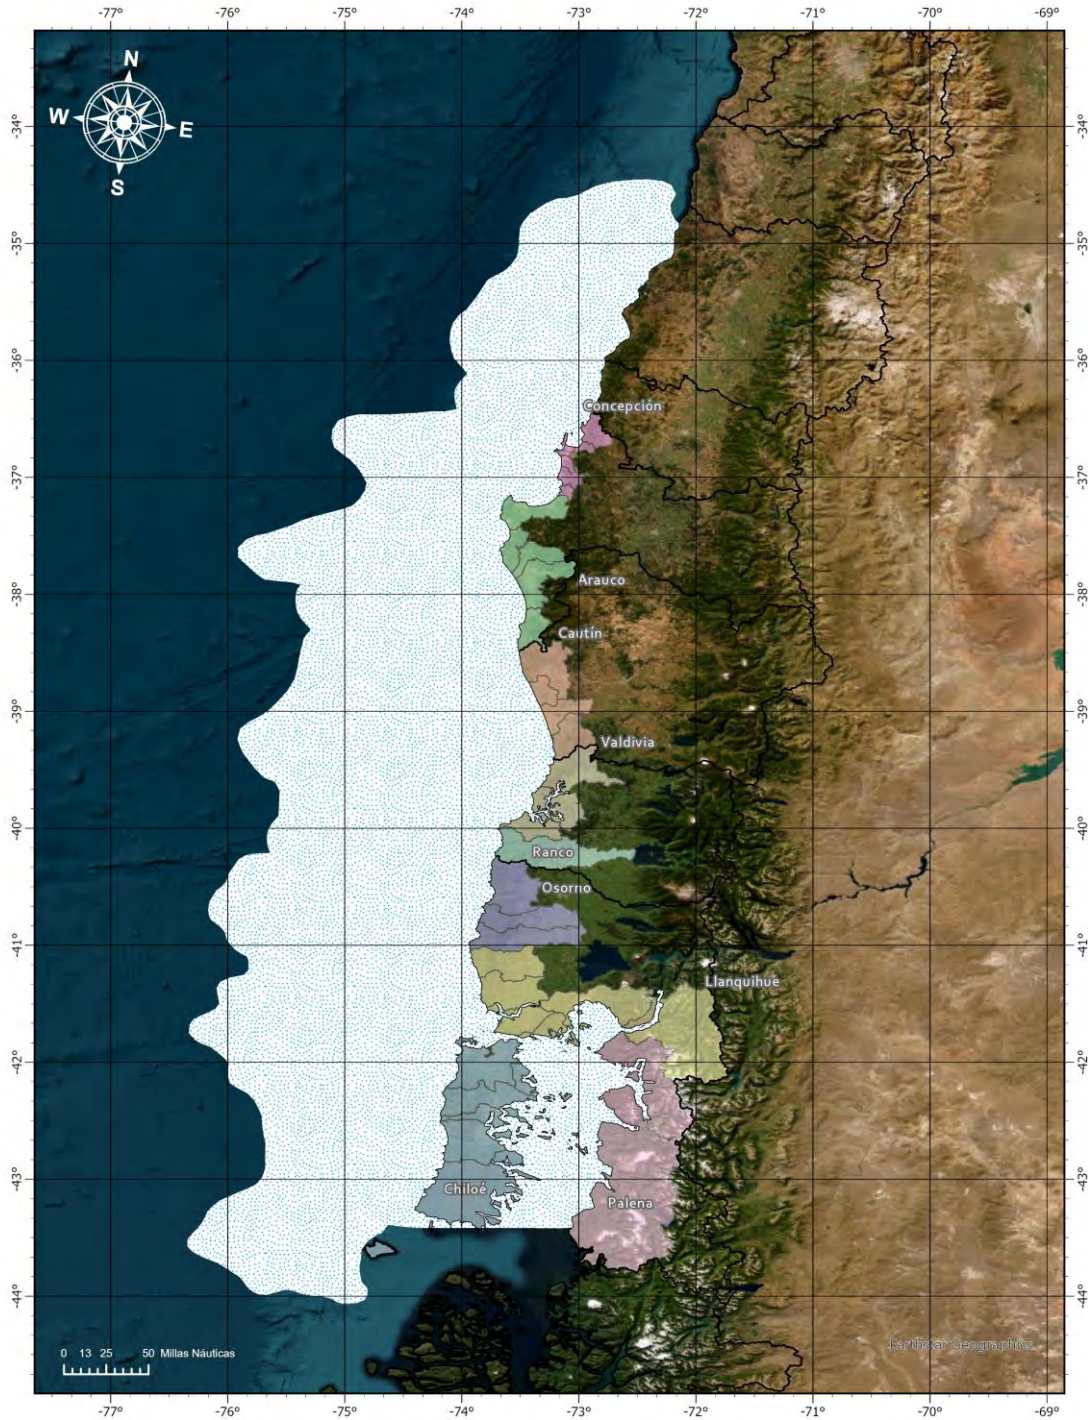 -77° -76° -75° -74° -73° -72° -71° -70° -69°
N
W E
S
-34° -34°
-35° -35°
-36° -36°
Concepción
-37° -37°
Arauco
-38° -38°
Cautín
-39° -39°
Valdivia
-40° -40°
Ranco
Osorno
-41° -41°
Llanquihue
-42° -42°
-43° -43°
Chiloé
Palena
-44° -44°
0 13 25 50 Millas Náuticas
Earthstar Geographics
-77° -76° -75° -74° -73° -72° -71° -70° -69°